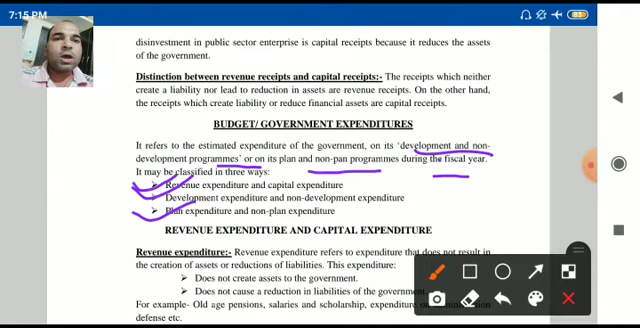 7:15 PM
83
disinvestment in public sector enterprise is capital receipts because it reduces the assets
of the government.
Distinction between revenue receipts and capital receipts:- The receipts which neither
create a liability nor lead to reduction in assets are revenue receipts. On the other hand,
the receipts which create liability or reduce financial assets are capital receipts.
BUDGET/ GOVERNMENT EXPENDITURES
It refers to the estimated expenditure of the government, on its 'development and non-
development programmes' or on its plan and non-pan programmes during the fiscal year.
It may be classified in three ways:
➢ Revenue expenditure and capital expenditure
➢ Development expenditure and non-development expenditure
➢ Plan expenditure and non-plan expenditure
REVENUE EXPENDITURE AND CAPITAL EXPENDITURE
Revenue expenditure:- Revenue expenditure refers to expenditure that does not result in
the creation of assets or reductions of liabilities. This expenditure:
➢ Does not create assets to the government.
➢ Does not cause a reduction in liabilities of the government.
For example- Old age pensions, salaries and scholarship, expenditure
defense etc.